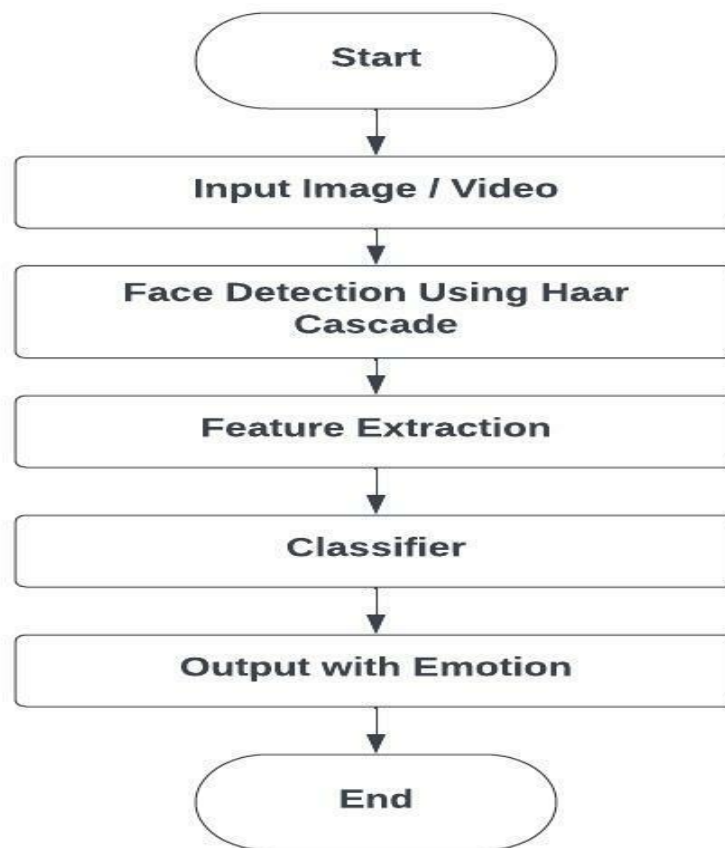 Start
Input Image / Video
Face Detection Using Haar
Cascade
Feature Extraction
Classifier
Output with Emotion
End